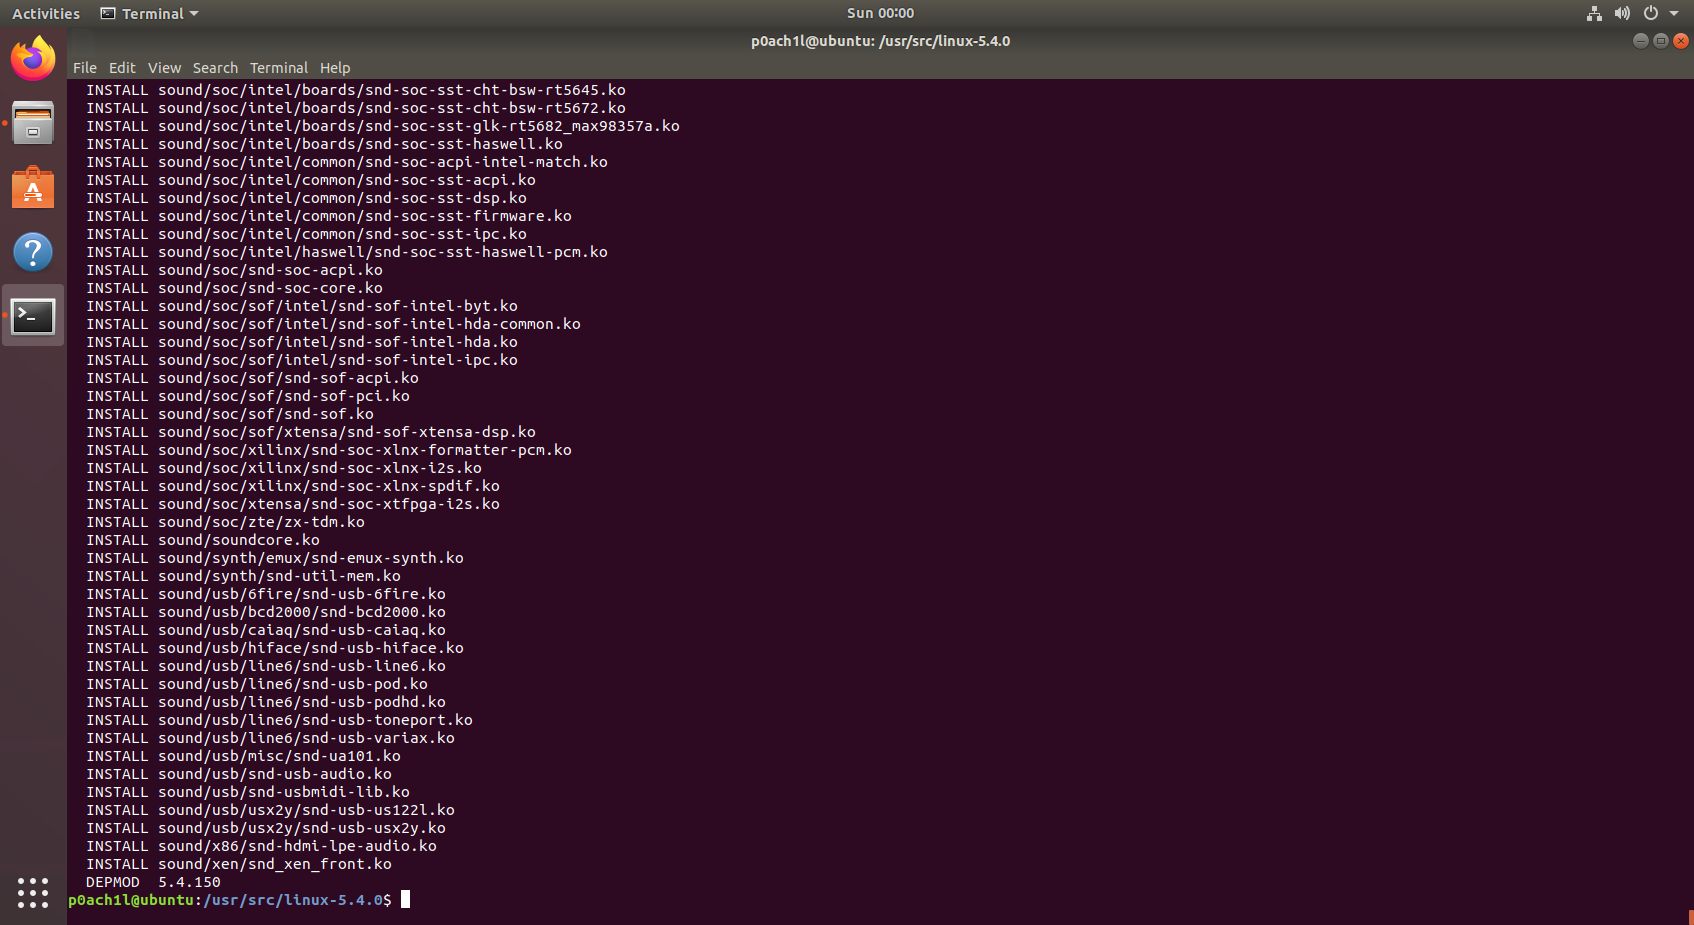 Activities Terminal Sun 00:00
p0ach1l@ubuntu: /usr/src/linux-5.4.0
File Edit View Search Terminal Help
INSTALL sound/soc/intel/boards/snd-soc-sst-cht-bsw-rt5645.ko
INSTALL sound/soc/intel/boards/snd-soc-sst-cht-bsw-rt5672.ko
INSTALL sound/soc/intel/boards/snd-soc-sst-glk-rt5682_max98357a.ko
INSTALL sound/soc/intel/boards/snd-soc-sst-haswell.ko
INSTALL sound/soc/intel/common/snd-soc-acpi-intel-match.ko
INSTALL sound/soc/intel/common/snd-soc-sst-acpi.ko
INSTALL sound/soc/intel/common/snd-soc-sst-dsp.ko
INSTALL sound/soc/intel/common/snd-soc-sst-firmware.ko
INSTALL sound/soc/intel/common/snd-soc-sst-ipc.ko
INSTALL sound/soc/intel/haswell/snd-soc-sst-haswell-pcm.ko
INSTALL sound/soc/snd-soc-acpi.ko
INSTALL sound/soc/snd-soc-core.ko
INSTALL sound/soc/sof/intel/snd-sof-intel-byt.ko
INSTALL sound/soc/sof/intel/snd-sof-intel-hda-common.ko
INSTALL sound/soc/sof/intel/snd-sof-intel-hda.ko
INSTALL sound/soc/sof/intel/snd-sof-intel-ipc.ko
INSTALL sound/soc/sof/snd-sof-acpi.ko
INSTALL sound/soc/sof/snd-sof-pci.ko
INSTALL sound/soc/sof/snd-sof.ko
INSTALL sound/soc/sof/xtensa/snd-sof-xtensa-dsp.ko
INSTALL sound/soc/xilinx/snd-soc-xlnx-formatter-pcm.ko
INSTALL sound/soc/xilinx/snd-soc-xlnx-i2s.ko
INSTALL sound/soc/xilinx/snd-soc-xlnx-spdif.ko
INSTALL sound/soc/xtensa/snd-soc-xtfpga-i2s.ko
INSTALL sound/soc/zte/zx-tdm.ko
INSTALL sound/soundcore.ko
INSTALL sound/synth/emux/snd-emux-synth.ko
INSTALL sound/synth/snd-util-mem.ko
INSTALL sound/usb/6fire/snd-usb-6fire.ko
INSTALL sound/usb/bcd2000/snd-bcd2000.ko
INSTALL sound/usb/caiaq/snd-usb-caiaq.ko
INSTALL sound/usb/hiface/snd-usb-hiface.ko
INSTALL sound/usb/line6/snd-usb-line6.ko
INSTALL sound/usb/line6/snd-usb-pod.ko
INSTALL sound/usb/line6/snd-usb-podhd.ko
INSTALL sound/usb/line6/snd-usb-toneport.ko
INSTALL sound/usb/line6/snd-usb-variax.ko
INSTALL sound/usb/misc/snd-ua101.ko
INSTALL sound/usb/snd-usb-audio.ko
INSTALL sound/usb/snd-usbmidi-lib.ko
INSTALL sound/usb/usx2y/snd-usb-us122l.ko
INSTALL sound/usb/usx2y/snd-usb-usx2y.ko
INSTALL sound/x86/snd-hdmi-lpe-audio.ko
INSTALL sound/xen/snd_xen_front.ko
DEPMOD 5.4.150
p0ach1l@ubuntu:/usr/src/linux-5.4.0$